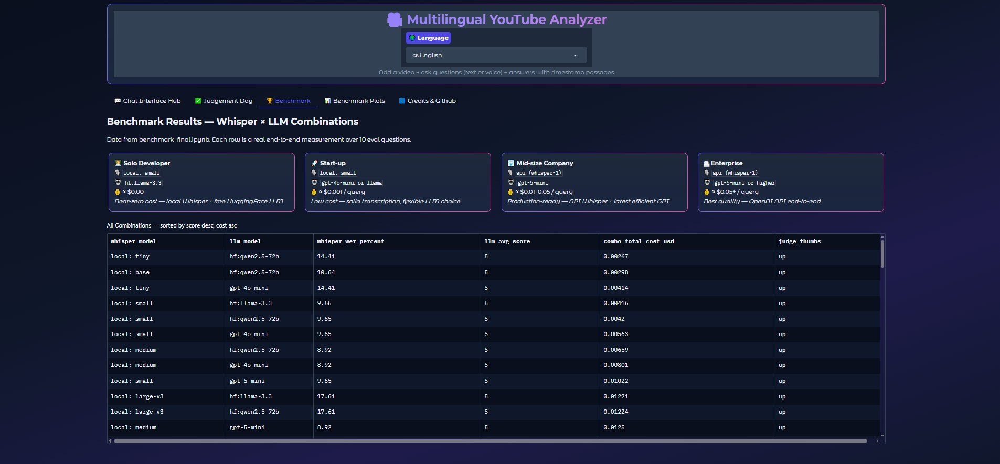 Multilingual YouTube Analyzer
Language
GB English
Add a video → ask questions (text or voice) → answers with timestamp passages
Chat Interface Hub
Judgement Day
Benchmark
Benchmark Plots
Credits & Github
Benchmark Results — Whisper × LLM Combinations
Data from benchmark_final.ipynb. Each row is a real end-to-end measurement over 10 eval questions.
Solo Developer
local: small
hf:llama-3.3
≈ $0.00
Near-zero cost — local Whisper + free HuggingFace LLM
Start-up
local: small
gpt-4o-mini or llama
≈ $0.001 / query
Low cost — solid transcription, flexible LLM choice
Mid-size Company
api (whisper-1)
gpt-5-mini
≈ $0.01–0.05 / query
Production-ready — API Whisper + latest efficient GPT
Enterprise
api (whisper-1)
gpt-5-mini or higher
≈ $0.05+ / query
Best quality — OpenAI API end-to-end
All Combinations — sorted by score desc, cost asc
whisper_model llm_model whisper_wer_percent llm_avg_score combo_total_cost_usd judge_thumbs
local: tiny hf:qwen2.5-72b 14.41 5 0.00267 up
local: base hf:qwen2.5-72b 10.64 5 0.00298 up
local: tiny gpt-4o-mini 14.41 5 0.00414 up
local: small hf:llama-3.3 9.65 5 0.00416 up
local: small hf:qwen2.5-72b 9.65 5 0.0042 up
local: small gpt-4o-mini 9.65 5 0.00563 up
local: medium hf:qwen2.5-72b 8.92 5 0.00659 up
local: medium gpt-4o-mini 8.92 5 0.00801 up
local: small gpt-5-mini 9.65 5 0.01022 up
local: large-v3 hf:llama-3.3 17.61 5 0.01221 up
local: large-v3 hf:qwen2.5-72b 17.61 5 0.01224 up
local: medium gpt-5-mini 8.92 5 0.0125 up